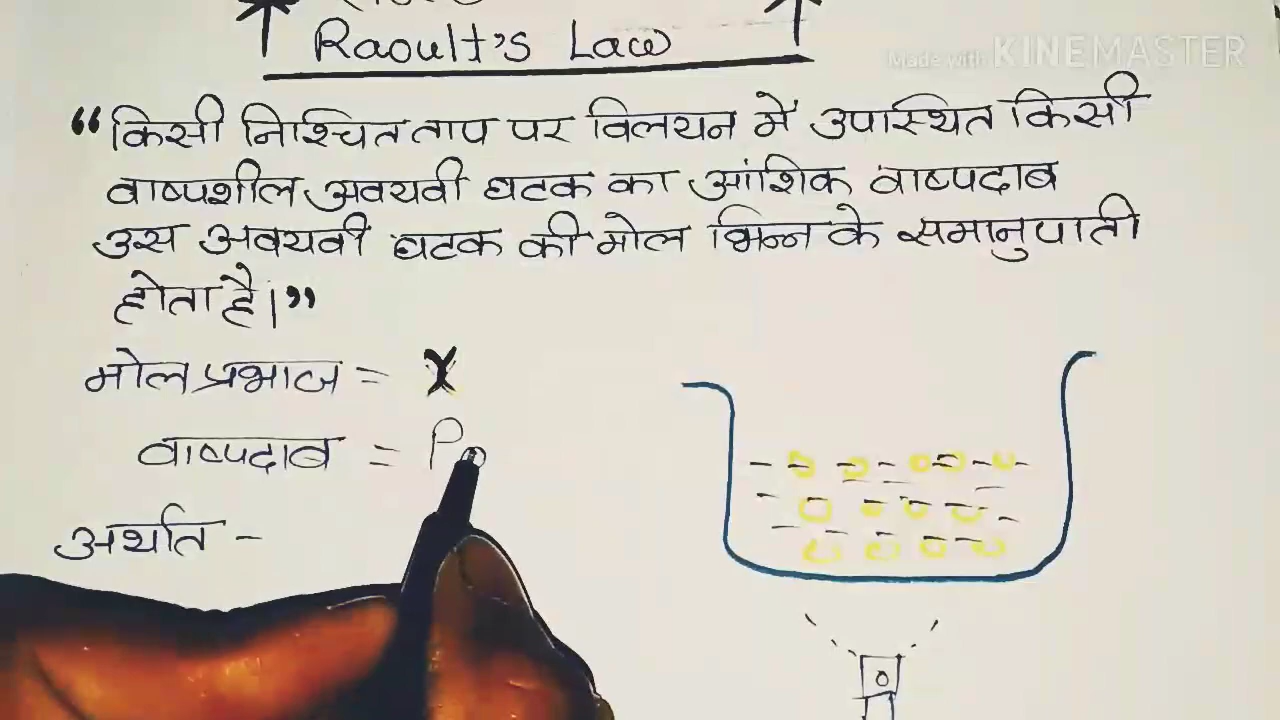 Raoult's Law
Made with KINEMASTER
“किसी निश्चित ताप पर विलयन में उपस्थित किसी
वाष्पशील अवयवी घटक का आंशिक वाष्पदाब
उस अवयवी घटक की मोल भिन्न के समानुपाती
होता है।”
मोल प्रभाज = X
वाष्पदाब = P
अर्थात -